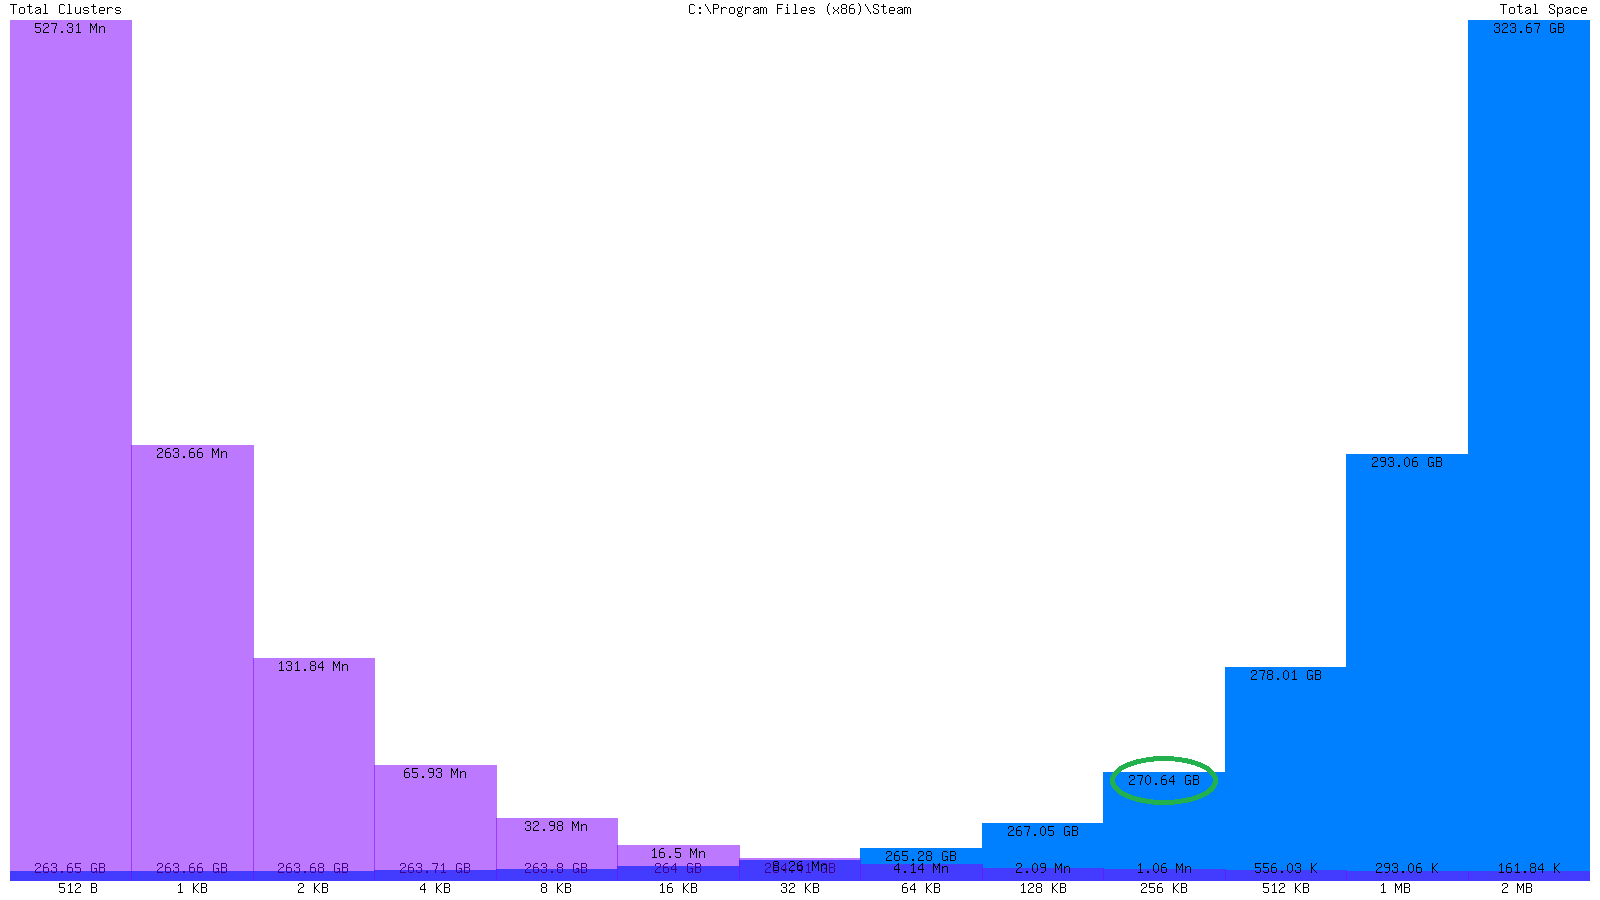 Total Clusters C:\Program Files (x86)\Steam Total Space
527.31 Mn 323.67 GB
263.66 Mn 293.06 GB
131.84 Mn 278.01 GB
65.93 Mn 270.64 GB
32.98 Mn 267.05 GB
16.5 Mn 265.28 GB
263.65 GB 263.66 GB 263.68 GB 263.71 GB 263.8 GB 264 GB 4.14 Mn 2.09 Mn 1.06 Mn 556.03 K 293.06 K 161.84 K
512 B 1 KB 2 KB 4 KB 8 KB 16 KB 32 KB 64 KB 128 KB 256 KB 512 KB 1 MB 2 MB